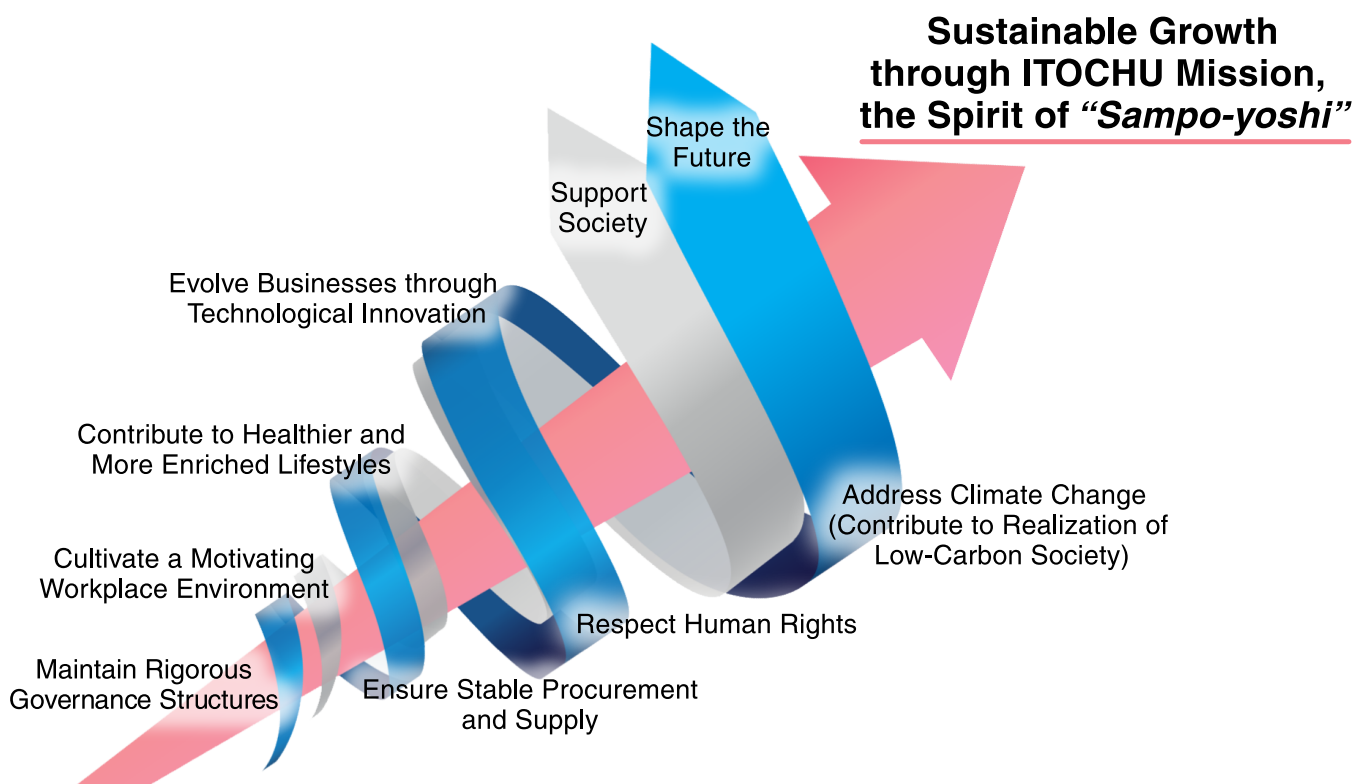 Sustainable Growth
through ITOCHU Mission,
the Spirit of “Sampo-yoshi”
Shape the
Future
Support
Society
Evolve Businesses through
Technological Innovation
Contribute to Healthier and
More Enriched Lifestyles
Address Climate Change
(Contribute to Realization of
Low-Carbon Society)
Cultivate a Motivating
Workplace Environment
Respect Human Rights
Maintain Rigorous
Governance Structures
Ensure Stable Procurement
and Supply